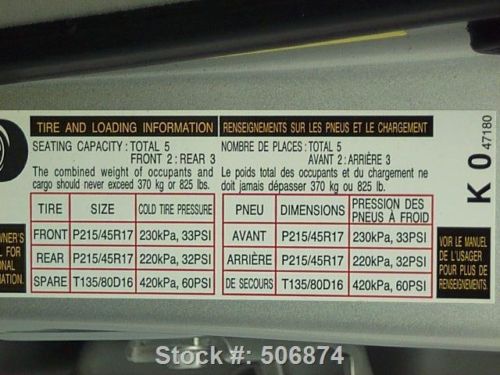 TIRE AND LOADING INFORMATION
SEATING CAPACITY : TOTAL 5
FRONT 2 : REAR 3
The combined weight of occupants and
cargo should never exceed 370 kg or 825 lbs.
TIRE SIZE COLD TIRE PRESSURE
FRONT P215/45R17 230kPa, 33PSI
REAR P215/45R17 220kPa, 32PSI
SPARE T135/80D16 420kPa, 60PSI
RENSEIGNEMENTS SUR LES PNEUS ET LE CHARGEMENT
NOMBRE DE PLACES : TOTAL 5
AVANT 2 : ARRIÈRE 3
Le poids total des occupants et du chargement ne
doit jamais dépasser 370 kg ou 825 lb.
PNEU DIMENSIONS PRESSION DES
PNEUS À FROID
AVANT P215/45R17 230kPa, 33PSI
ARRIÈRE P215/45R17 220kPa, 32PSI
DE SECOURS T135/80D16 420kPa, 60PSI
VOIR LE MANUEL
DE L'USAGER
POUR PLUS DE
RENSEIGNEMENTS
K 0 47180
WNER'S
L FOR
ONAL
MATION
Stock #: 506874